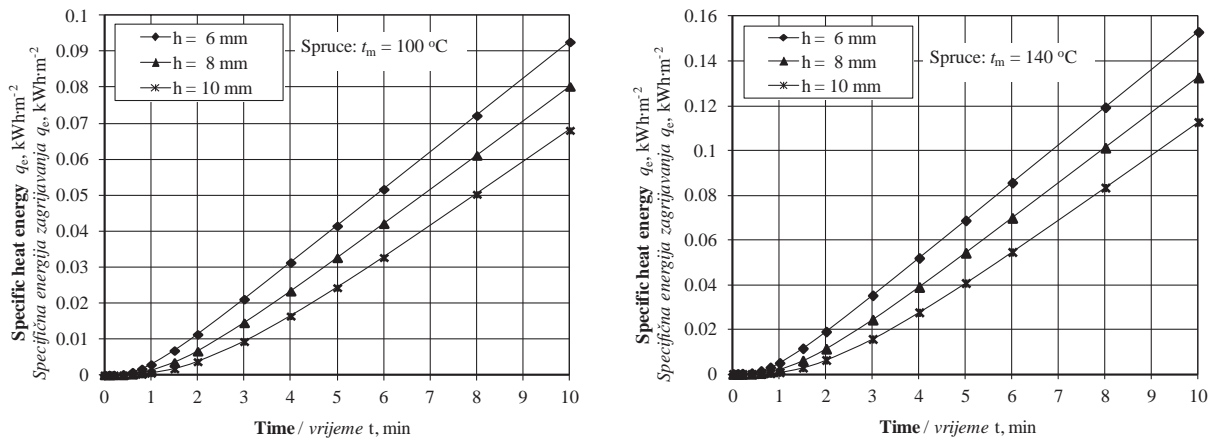 Specific heat energy qe, kWh·m-2
Specifična energija zagrijavanja qe, kWh·m-2
0.1
0.09
0.08
0.07
0.06
0.05
0.04
0.03
0.02
0.01
0
h = 6 mm
h = 8 mm
h = 10 mm
Spruce: tm = 100 oC
0 1 2 3 4 5 6 7 8 9 10
Time / vrijeme t, min
Specific heat energy qe, kWh·m-2
Specifična energija zagrijavanja qe, kWh·m-2
0.16
0.14
0.12
0.1
0.08
0.06
0.04
0.02
0
h = 6 mm
h = 8 mm
h = 10 mm
Spruce: tm = 140 oC
0 1 2 3 4 5 6 7 8 9 10
Time / vrijeme t, min